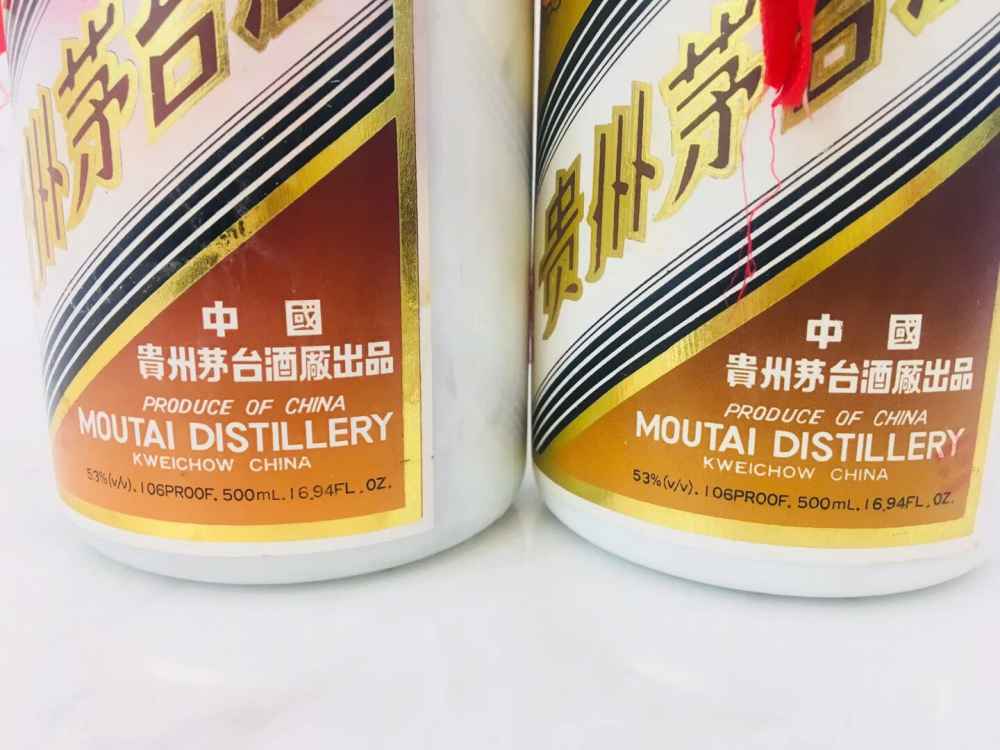 州茅台
中國
貴州茅台酒廠出品
PRODUCE OF CHINA
MOUTAI DISTILLERY
KWEICHOW CHINA
53%(v/v). 106PROOF. 500mL. 16.94FL. OZ.
贵州茅台
中國
貴州茅台酒廠出品
PRODUCE OF CHINA
MOUTAI DISTILLERY
KWEICHOW CHINA
53%(v/v). 106PROOF. 500mL. 16.94FL. OZ.